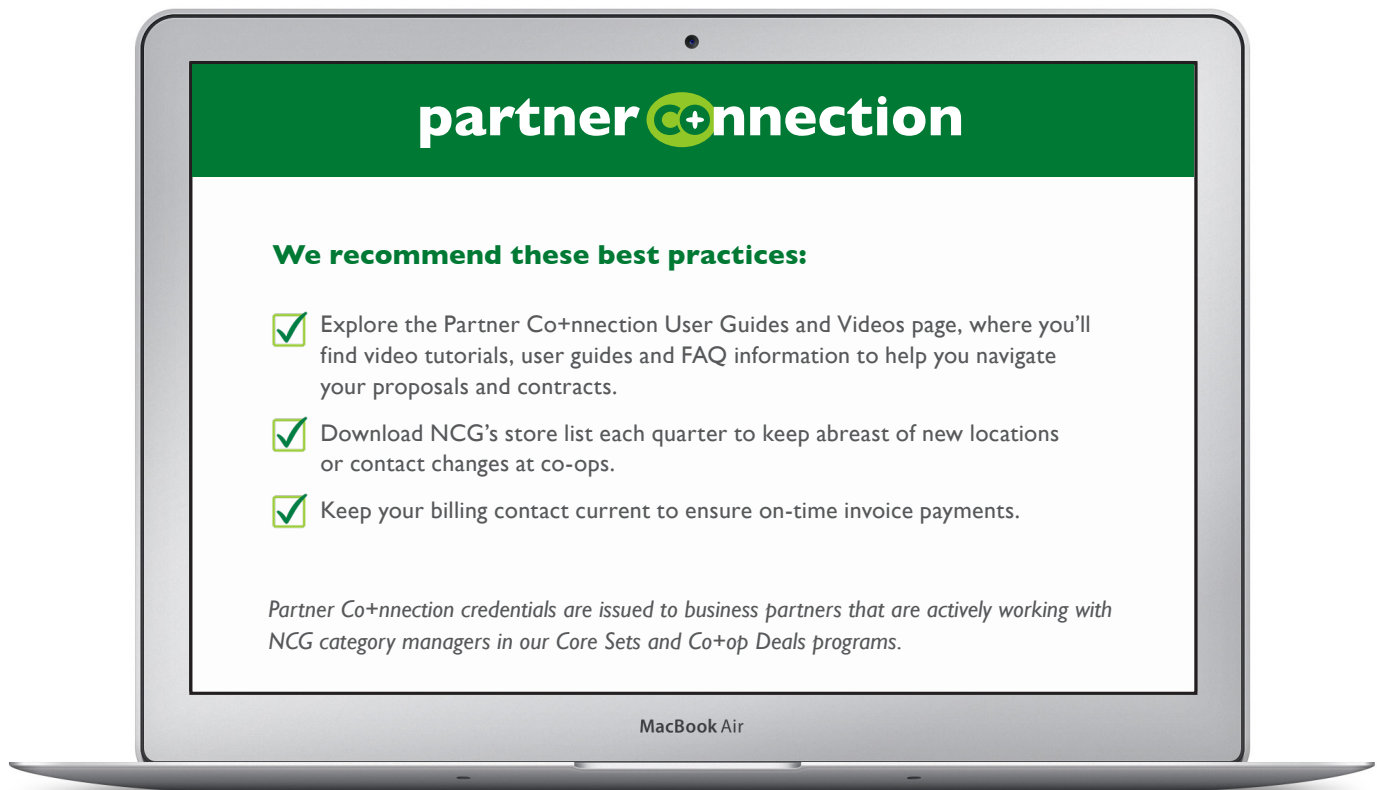 partner co+nnection
We recommend these best practices:
Explore the Partner Co+nnection User Guides and Videos page, where you’ll
find video tutorials, user guides and FAQ information to help you navigate
your proposals and contracts.
Download NCG’s store list each quarter to keep abreast of new locations
or contact changes at co-ops.
Keep your billing contact current to ensure on-time invoice payments.
Partner Co+nnection credentials are issued to business partners that are actively working with
NCG category managers in our Core Sets and Co+op Deals programs.
MacBook Air